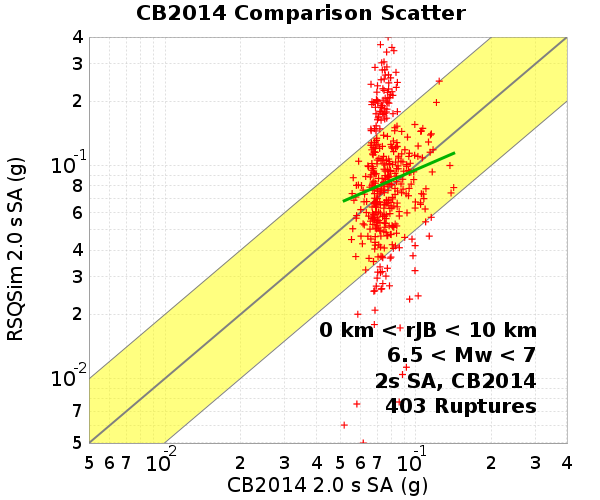 CB2014 Comparison Scatter
4
3
2
10^-1
8
6
4
3
2
10^-2
7
5
RSQSim 2.0 s SA (g)
0 km < rJB < 10 km
6.5 < Mw < 7
2s SA, CB2014
403 Ruptures
5 6 7 10^-2 2 3 4 5 6 7 10^-1 2 3 4
CB2014 2.0 s SA (g)